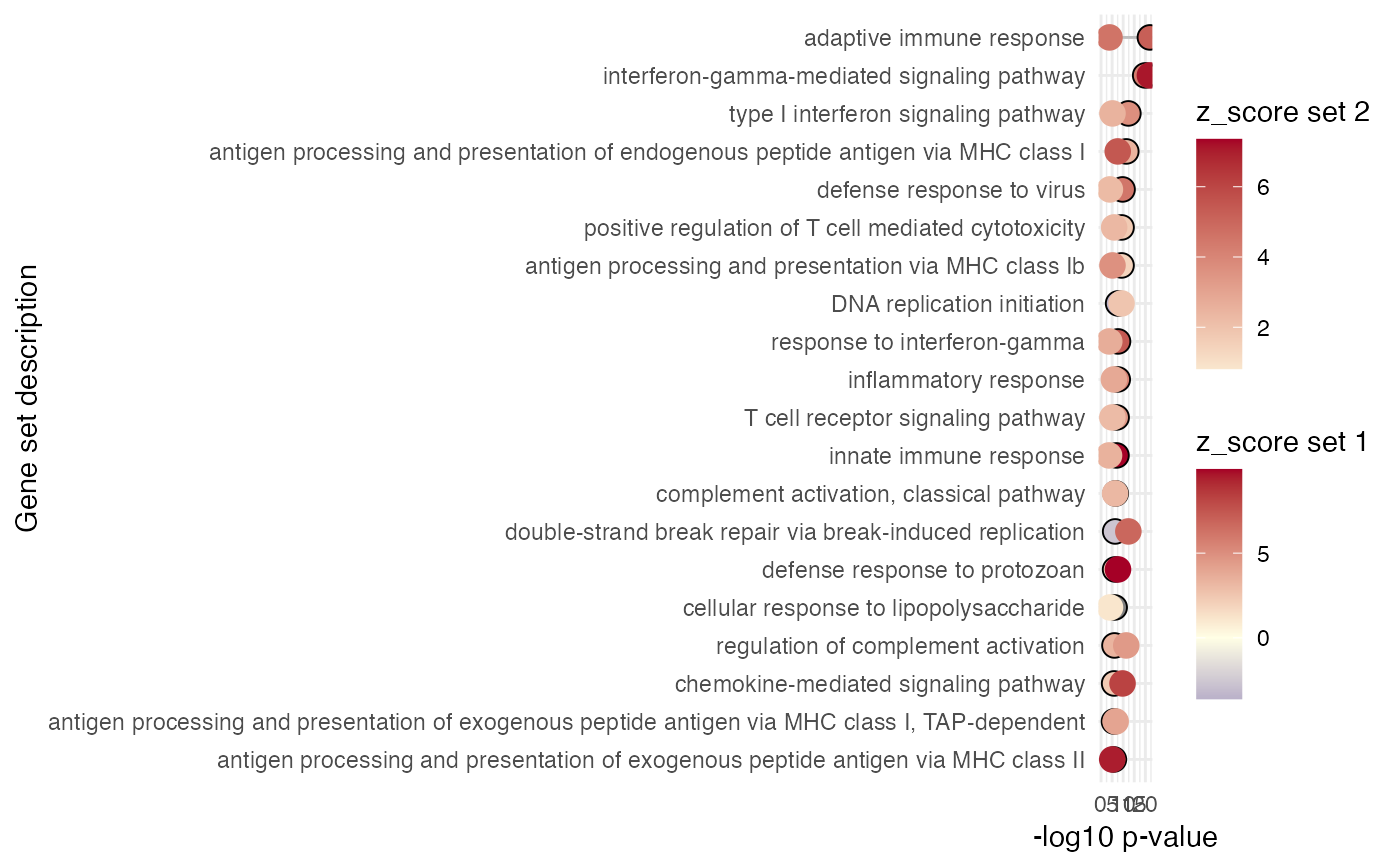 adaptive immune response
interferon-gamma-mediated signaling pathway
type I interferon signaling pathway
antigen processing and presentation of endogenous peptide antigen via MHC class I
defense response to virus
positive regulation of T cell mediated cytotoxicity
antigen processing and presentation via MHC class Ib
DNA replication initiation
response to interferon-gamma
inflammatory response
T cell receptor signaling pathway
innate immune response
complement activation, classical pathway
double-strand break repair via break-induced replication
defense response to protozoan
cellular response to lipopolysaccharide
regulation of complement activation
chemokine-mediated signaling pathway
antigen processing and presentation of exogenous peptide antigen via MHC class I, TAP-dependent
antigen processing and presentation of exogenous peptide antigen via MHC class II
Gene set description
0 5 10 15 20
-log10 p-value
z_score set 2
6
4
2
z_score set 1
5
0